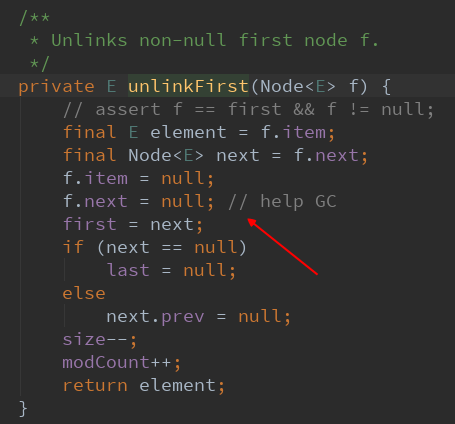 /**
 * Unlinks non-null first node f.
 */
private E unlinkFirst(Node<E> f) {
    // assert f == first && f != null;
    final E element = f.item;
    final Node<E> next = f.next;
    f.item = null;
    f.next = null; // help GC
    first = next;
    if (next == null)
        last = null;
    else
        next.prev = null;
    size--;
    modCount++;
    return element;
}